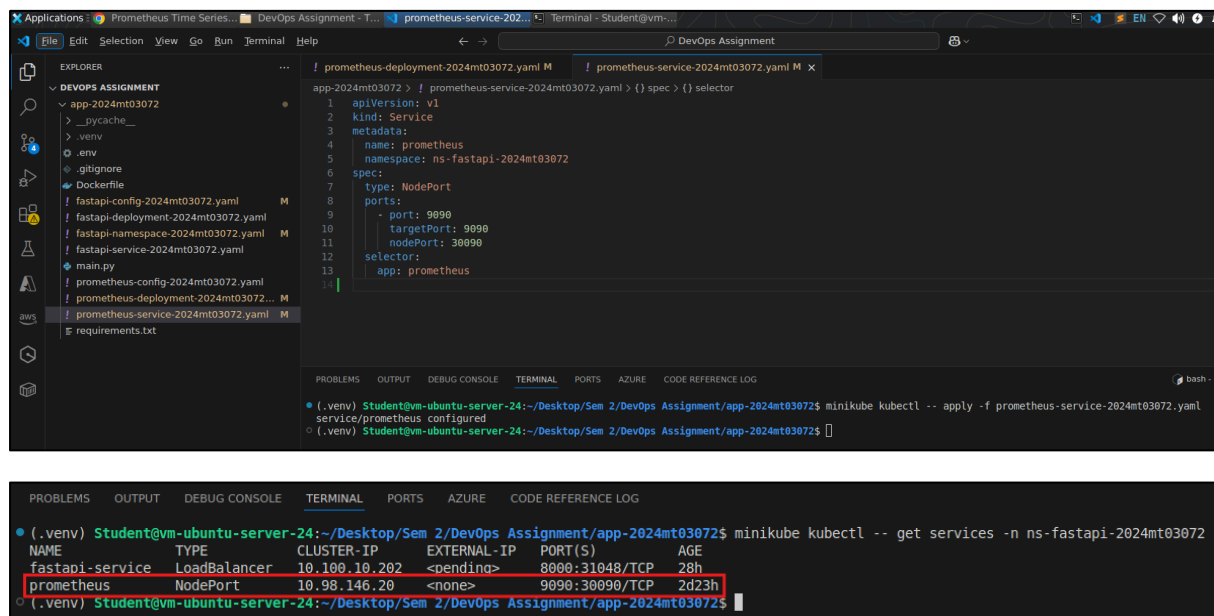 Applications
Prometheus Time Series...
DevOps Assignment - T...
prometheus-service-202...
Terminal - Student@vm-...
EN
File Edit Selection View Go Run Terminal Help
DevOps Assignment
EXPLORER
DEVOPS ASSIGNMENT
app-2024mt03072
__pycache__
.venv
.env
.gitignore
Dockerfile
fastapi-config-2024mt03072.yaml M
fastapi-deployment-2024mt03072.yaml
fastapi-namespace-2024mt03072.yaml M
fastapi-service-2024mt03072.yaml
main.py
prometheus-config-2024mt03072.yaml
prometheus-deployment-2024mt03072... M
prometheus-service-2024mt03072.yaml M
requirements.txt
4
aws
! prometheus-deployment-2024mt03072.yaml M
! prometheus-service-2024mt03072.yaml M ×
app-2024mt03072 > ! prometheus-service-2024mt03072.yaml > {} spec > {} selector
1 apiVersion: v1
2 kind: Service
3 metadata:
4   name: prometheus
5   namespace: ns-fastapi-2024mt03072
6 spec:
7   type: NodePort
8   ports:
9     - port: 9090
10       targetPort: 9090
11       nodePort: 30090
12   selector:
13     app: prometheus
14
PROBLEMS OUTPUT DEBUG CONSOLE TERMINAL PORTS AZURE CODE REFERENCE LOG
bash -
(.venv) Student@vm-ubuntu-server-24:~/Desktop/Sem 2/DevOps Assignment/app-2024mt03072$ minikube kubectl -- apply -f prometheus-service-2024mt03072.yaml
service/prometheus configured
(.venv) Student@vm-ubuntu-server-24:~/Desktop/Sem 2/DevOps Assignment/app-2024mt03072$
PROBLEMS OUTPUT DEBUG CONSOLE TERMINAL PORTS AZURE CODE REFERENCE LOG
(.venv) Student@vm-ubuntu-server-24:~/Desktop/Sem 2/DevOps Assignment/app-2024mt03072$ minikube kubectl -- get services -n ns-fastapi-2024mt03072
NAME TYPE CLUSTER-IP EXTERNAL-IP PORT(S) AGE
fastapi-service LoadBalancer 10.100.10.202 <pending> 8000:31048/TCP 28h
prometheus NodePort 10.98.146.20 <none> 9090:30090/TCP 2d23h
(.venv) Student@vm-ubuntu-server-24:~/Desktop/Sem 2/DevOps Assignment/app-2024mt03072$